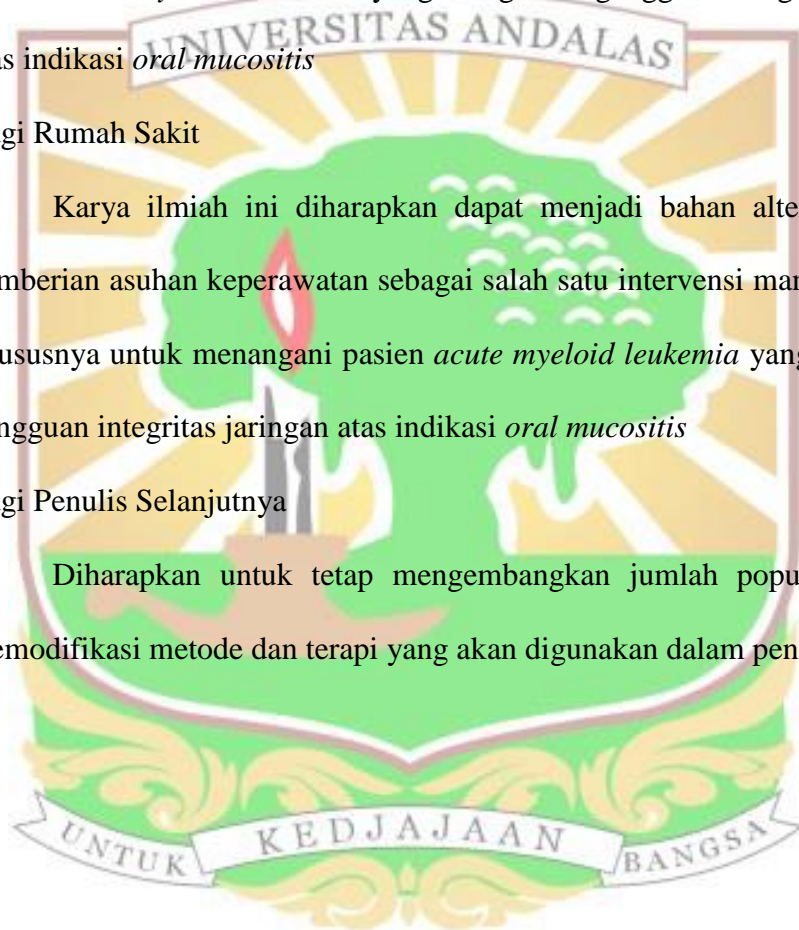 UNIVERSITAS ANDALAS
as indikasi oral mucositis
gi Rumah Sakit
Karya ilmiah ini diharapkan dapat menjadi bahan alte
mberian asuhan keperawatan sebagai salah satu intervensi mar
ususnya untuk menangani pasien acute myeloid leukemia yang
ngguan integritas jaringan atas indikasi oral mucositis
gi Penulis Selanjutnya
Diharapkan untuk tetap mengembangkan jumlah popu
emodifikasi metode dan terapi yang akan digunakan dalam pen
UNTUK KEDJAJAAN BANGSA